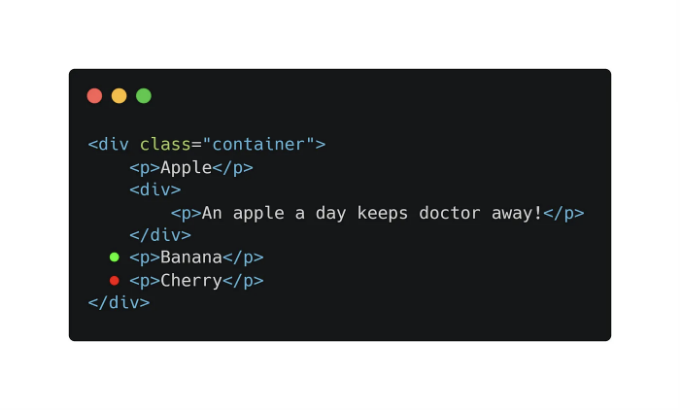 <div class="container">
    <p>Apple</p>
    <div>
        <p>An apple a day keeps doctor away!</p>
    </div>
    <p>Banana</p>
    <p>Cherry</p>
</div>